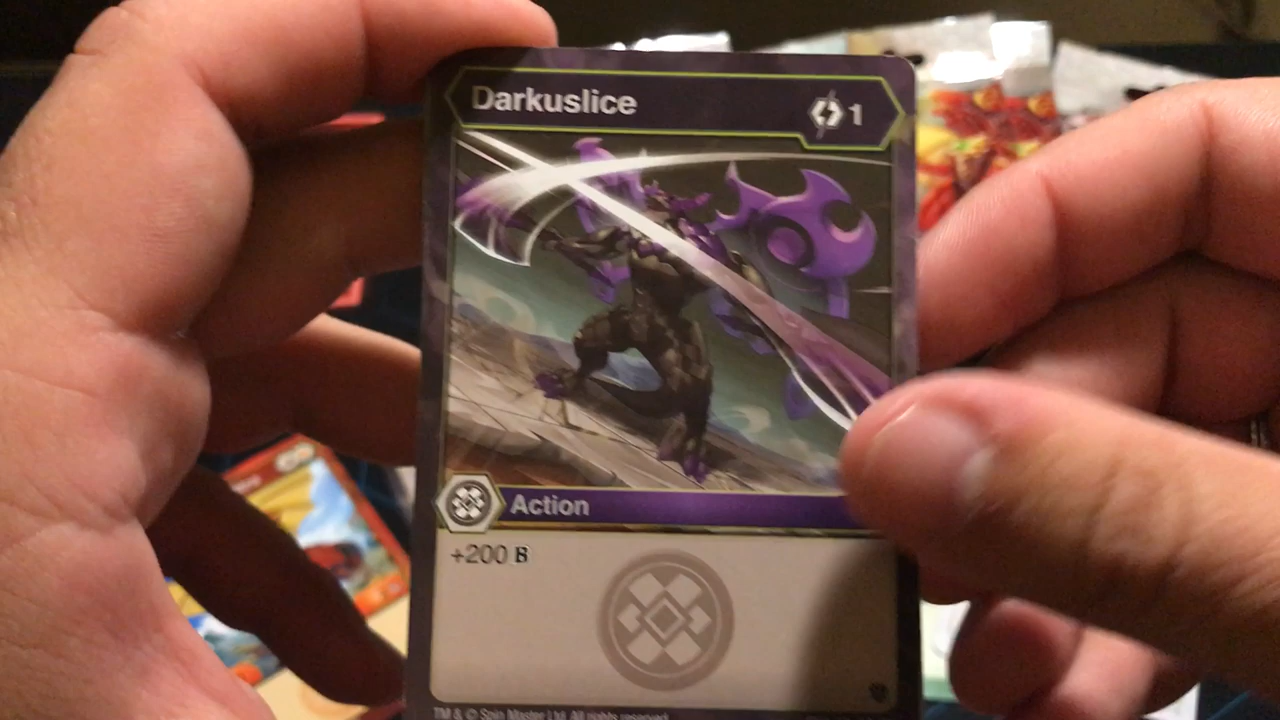 Darkuslice 1
Action
+200 B
TM & © Spin Master Ltd. All rights reserved.